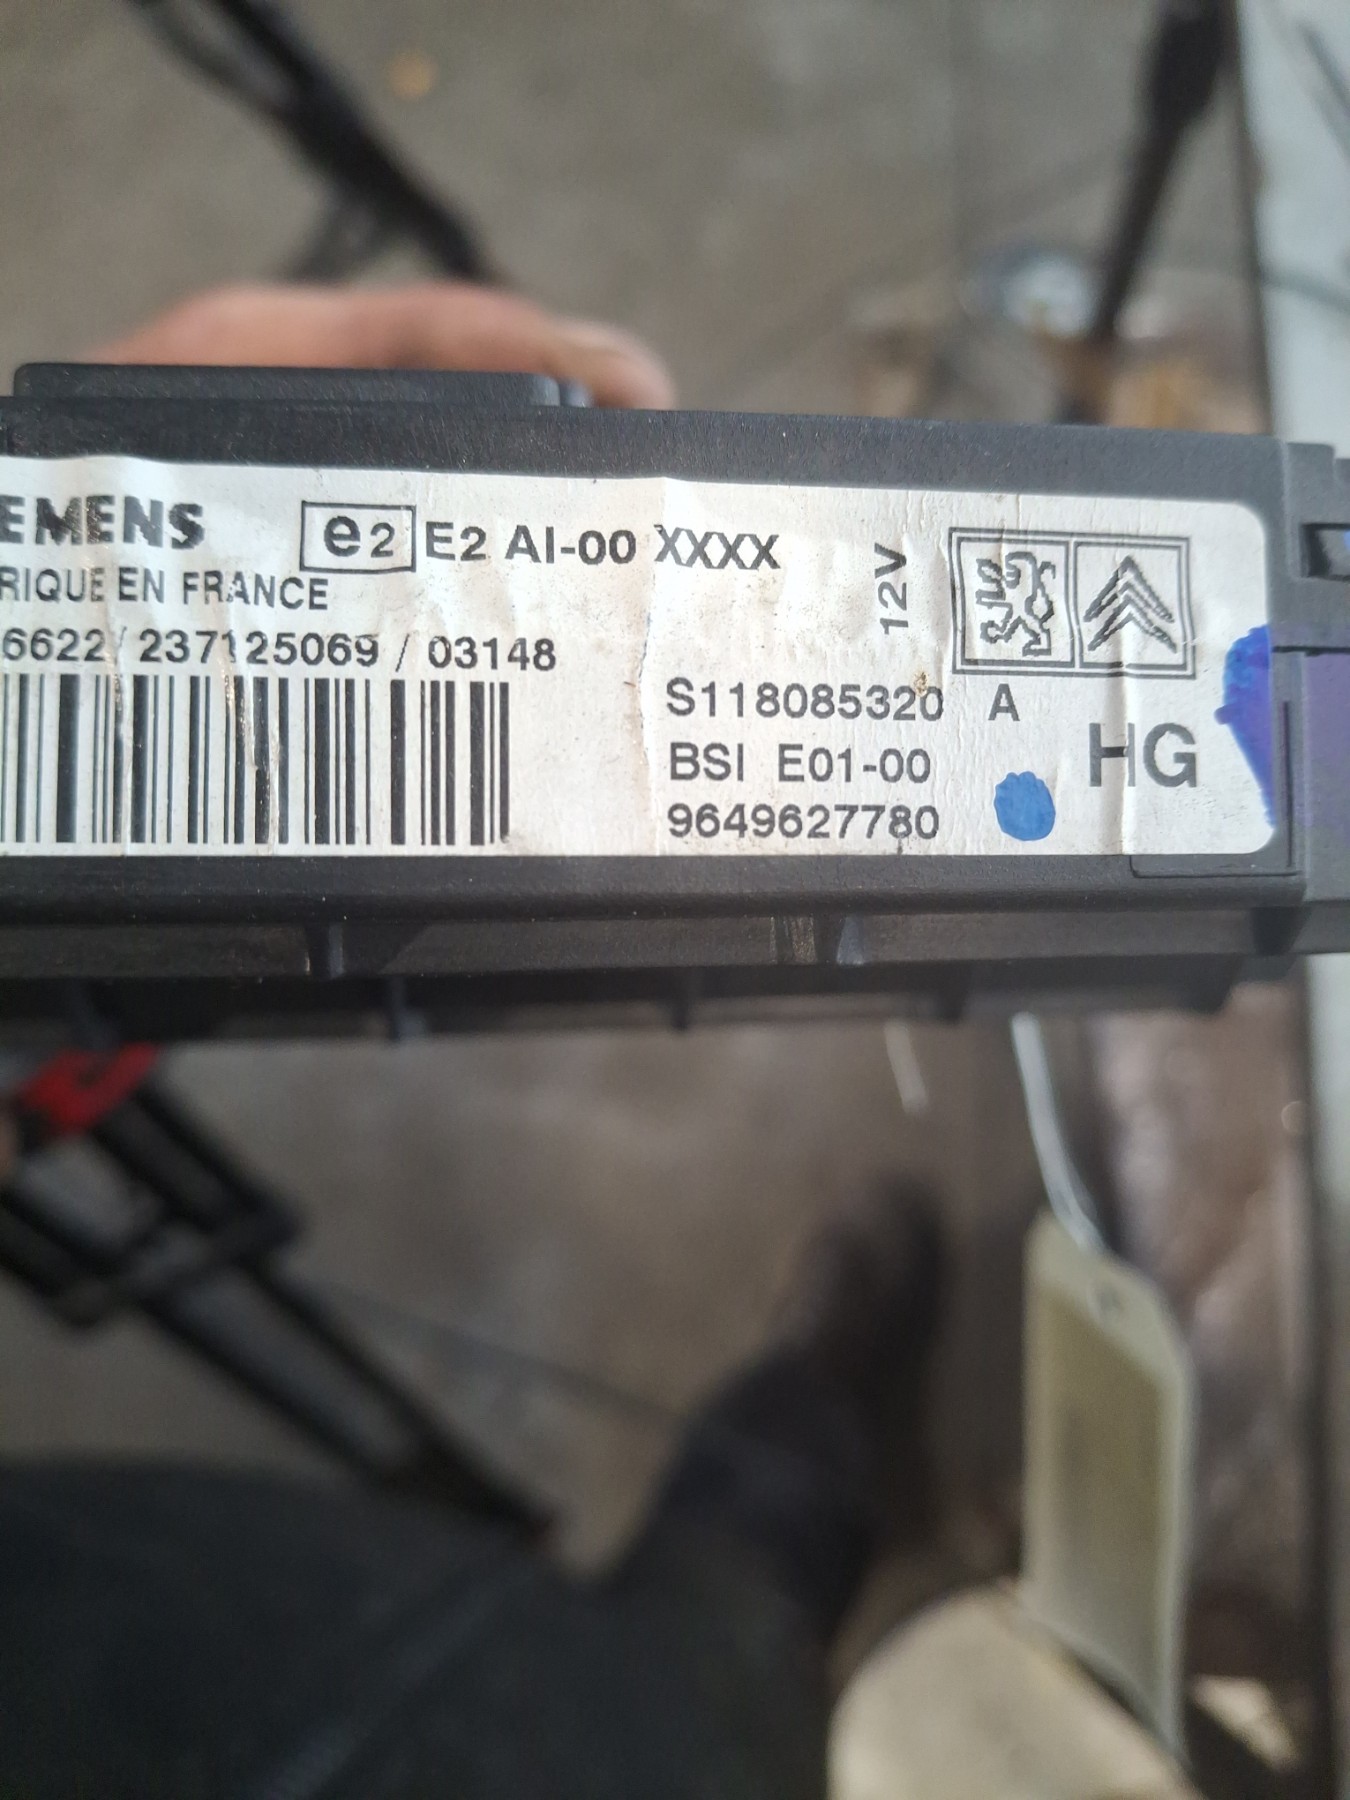 EMENS
e2 E2 AI-00 XXXX
12V
RIQUE EN FRANCE
6622 / 237125069 / 03148
S118085320 A
BSI E01-00
HG
9649627780